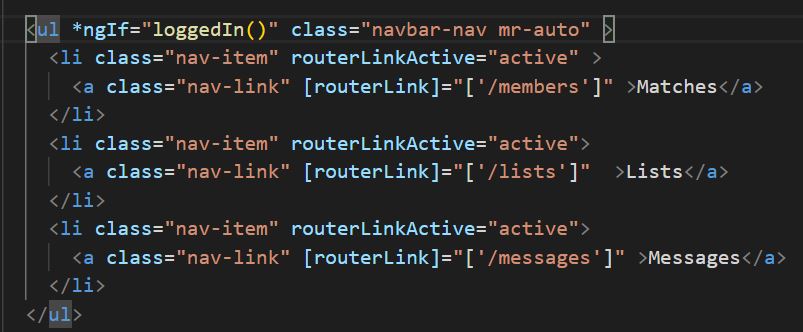 <ul *ngIf="loggedIn()" class="navbar-nav mr-auto" >
  <li class="nav-item" routerLinkActive="active" >
    <a class="nav-link" [routerLink]="['/members']" >Matches</a>
  </li>
  <li class="nav-item" routerLinkActive="active">
    <a class="nav-link" [routerLink]="['/lists']"  >Lists</a>
  </li>
  <li class="nav-item" routerLinkActive="active">
    <a class="nav-link" [routerLink]="['/messages']" >Messages</a>
  </li>
</ul>